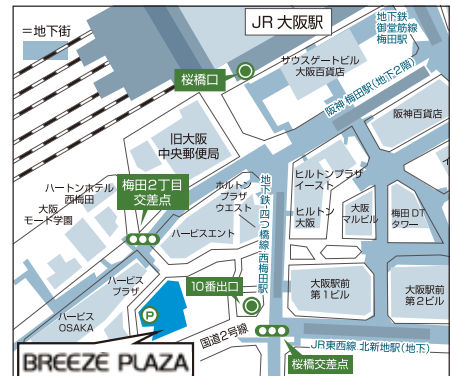 JR 大阪駅
地下鉄
御堂筋線
梅田駅
＝地下街
桜橋口
サウスゲートビル
大阪百貨店
阪神 梅田駅(地下2階)
阪神百貨店
旧大阪
中央郵便局
梅田2丁目
交差点
ハートンホテル
西梅田
大阪
モード学園
ホルトン
プラザ
ウエスト
地下鉄-四つ橋線 西梅田駅
ヒルトンプラザ
イースト
ヒルトン
大阪
大阪
マルビル
梅田 DT
タワー
ハービスエント
ハービス
プラザ
10番出口
大阪駅前
第1ビル
大阪駅前
第2ビル
ハービス
OSAKA
P
国道2号線
JR東西線 北新地駅(地下)
BREEZE PLAZA
桜橋交差点